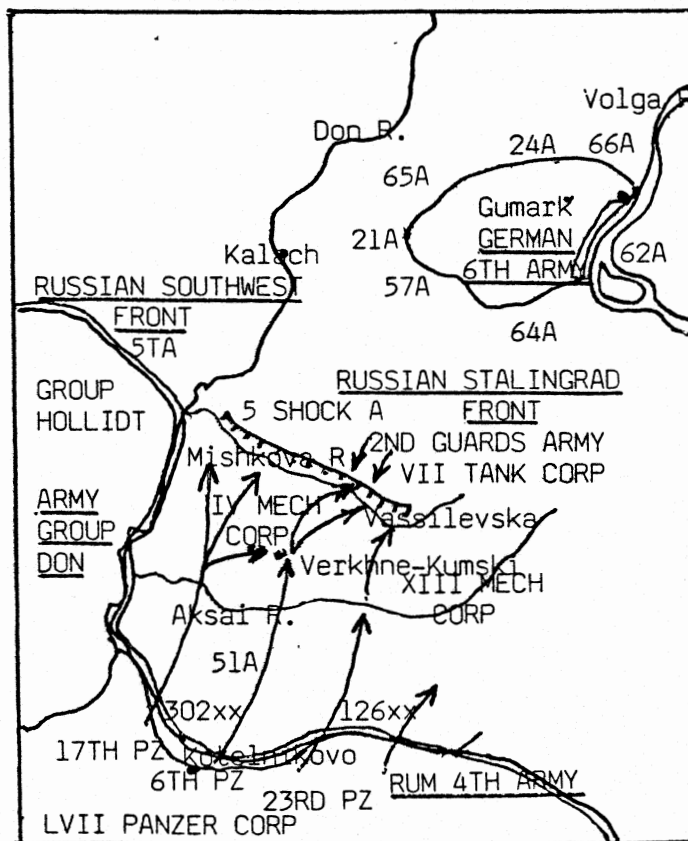 Volga
Don R.
24A 66A
65A
Gumark
21A
GERMAN
62A
Kalach
6TH ARMY
57A
RUSSIAN SOUTHWEST
FRONT
5TA
64A
GROUP
HOLLIDT
RUSSIAN STALINGRAD
FRONT
5 SHOCK A
2ND GUARDS ARMY
Mishkova R
VII TANK CORP
IV MECH
CORP
ARMY
GROUP
DON
Vassilevska
Verkhne-Kumski
XIII MECH
CORP
Aksai R.
51A
302xx
126xx
17TH PZ
Kotelnikovo
6TH PZ
23RD PZ
RUM 4TH ARMY
LVII PANZER CORP